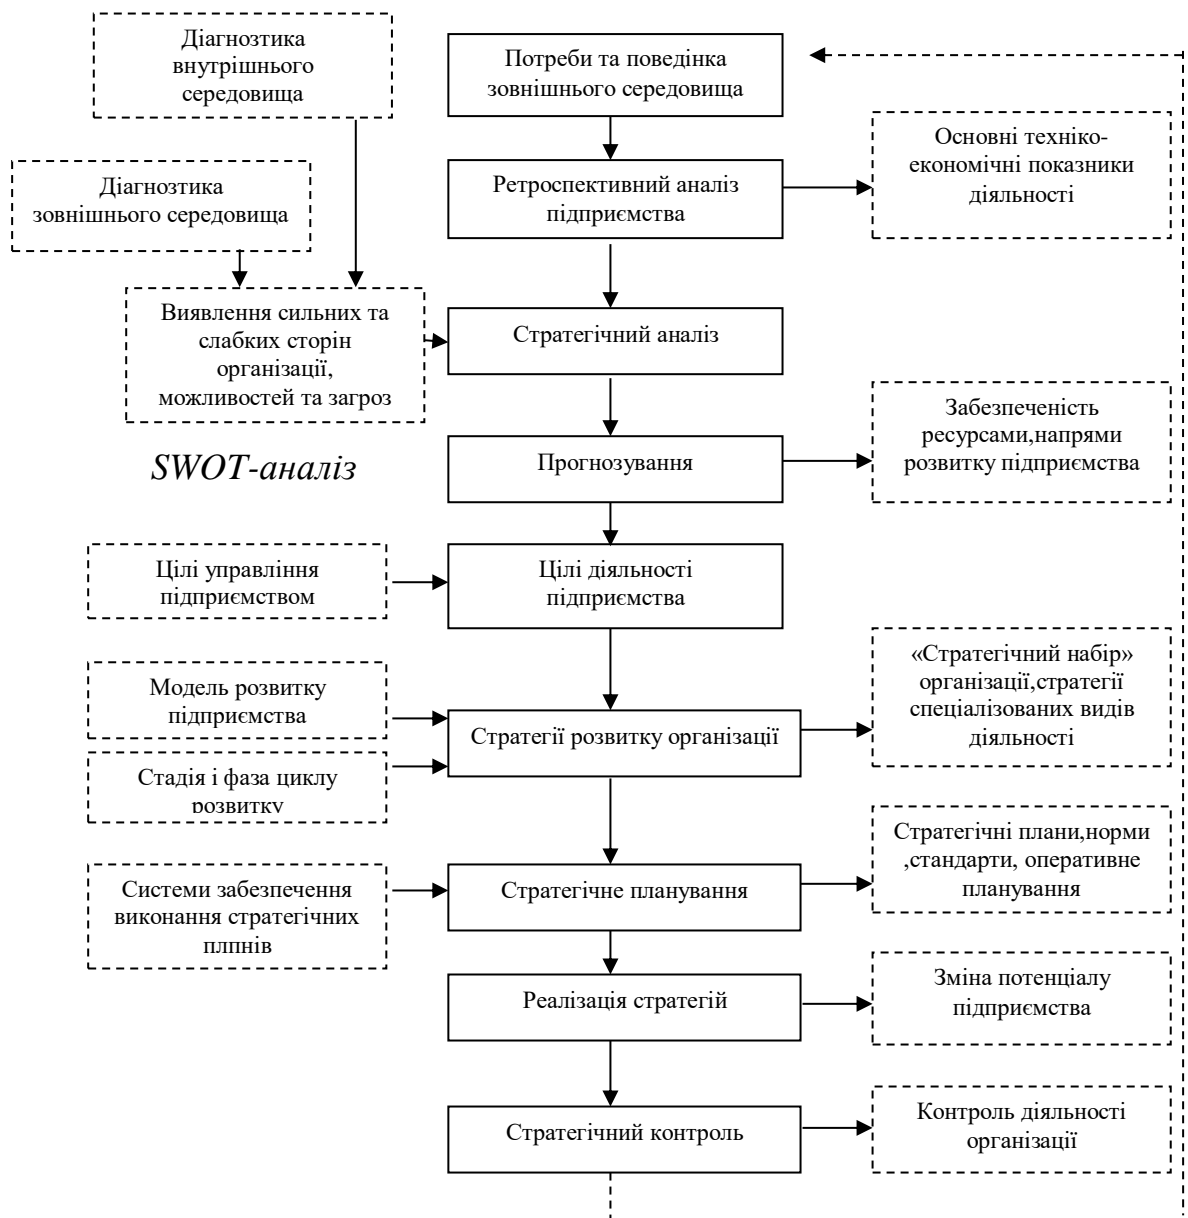 Діагнозтика
внутрішнього
середовища
Потреби та поведінка
зовнішнього середовища
Основні техніко-
економічні показники
діяльності
Діагнозтика
зовнішнього середовища
Ретроспективний аналіз
підприємства
Виявлення сильних та
слабких сторін
організації,
можливостей та загроз
Стратегічний аналіз
SWOT-аналіз
Прогнозування
Забезпеченість
ресурсами,напрями
розвитку підприємства
Цілі управління
підприємством
Цілі діяльності
підприємства
Модель розвитку
підприємства
Стадія і фаза циклу
розвитку
Стратегії розвитку організації
«Стратегічний набір»
організації,стратегії
спеціалізованих видів
діяльності
Системи забезпечення
виконання стратегічних
плпнів
Стратегічне планування
Стратегічні плани,норми
,стандарти, оперативне
планування
Реалізація стратегій
Зміна потенціалу
підприємства
Стратегічний контроль
Контроль діяльності
організації